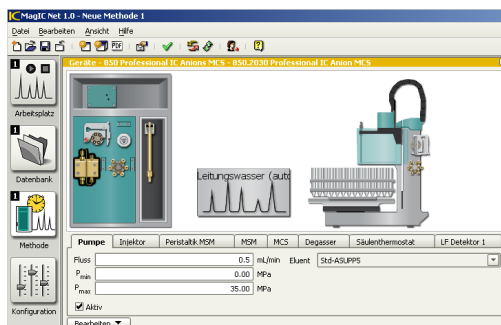 MagIC Net 1.0 - Neue Methode 1
Datei Bearbeiten Ansicht Hilfe
PDF
Geräte - 850 Professional IC Anions MCS - 850.2030 Professional IC Anion MCS
1
Arbeitsplatz
1
Datenbank
1
Methode
Konfiguration
Leitungswasser (auto
Pumpe Injektor Peristaltik MSM MSM MCS Degasser Säulenthermostat LF Detektor 1
Fluss 0.5 mL/min Eluent Std-ASUPP5
Pmin 0.00 MPa
Pmax 35.00 MPa
Aktiv
Bearbeiten